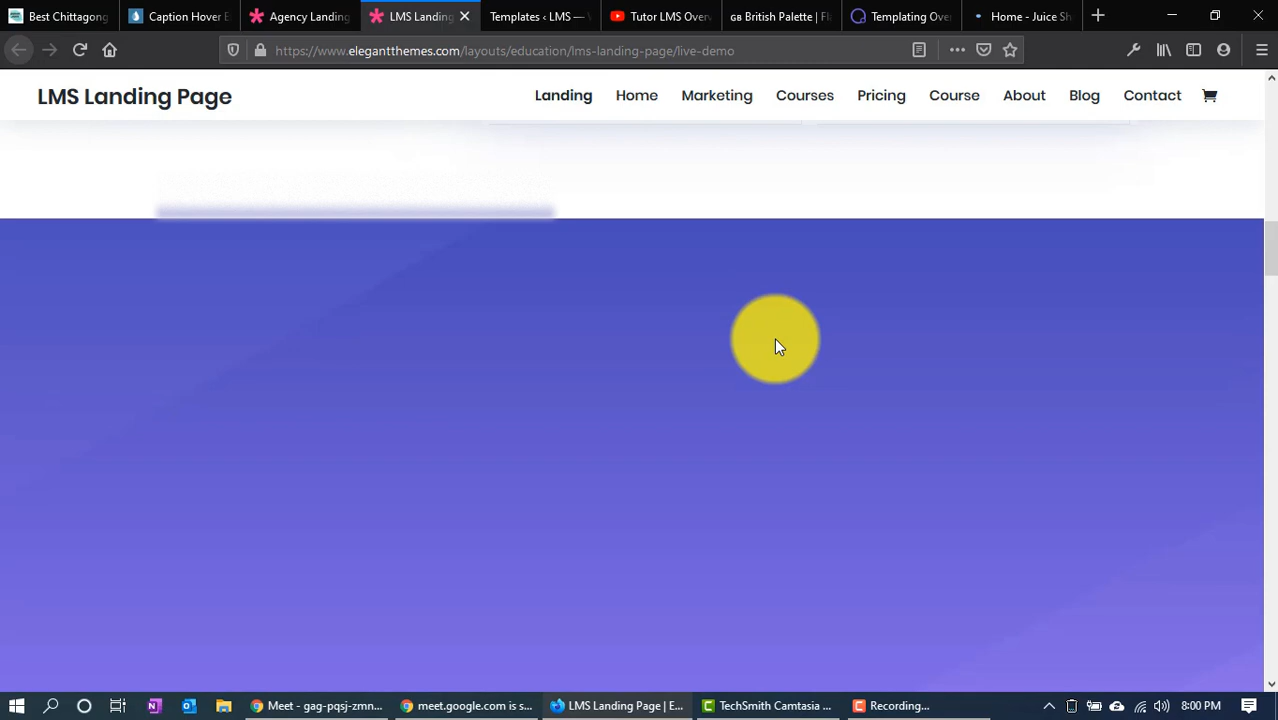 Best Chittagong
Caption Hover E
Agency Landing
LMS Landing
Templates ‹ LMS —
Tutor LMS Over
GB British Palette | Fl
Templating Ove
Home - Juice Sh
https://www.elegantthemes.com/layouts/education/lms-landing-page/live-demo
LMS Landing Page
Landing
Home
Marketing
Courses
Pricing
Course
About
Blog
Contact
Meet - gag-pqsj-zmn...
meet.google.com is s...
LMS Landing Page | E...
TechSmith Camtasia ...
Recording...
8:00 PM